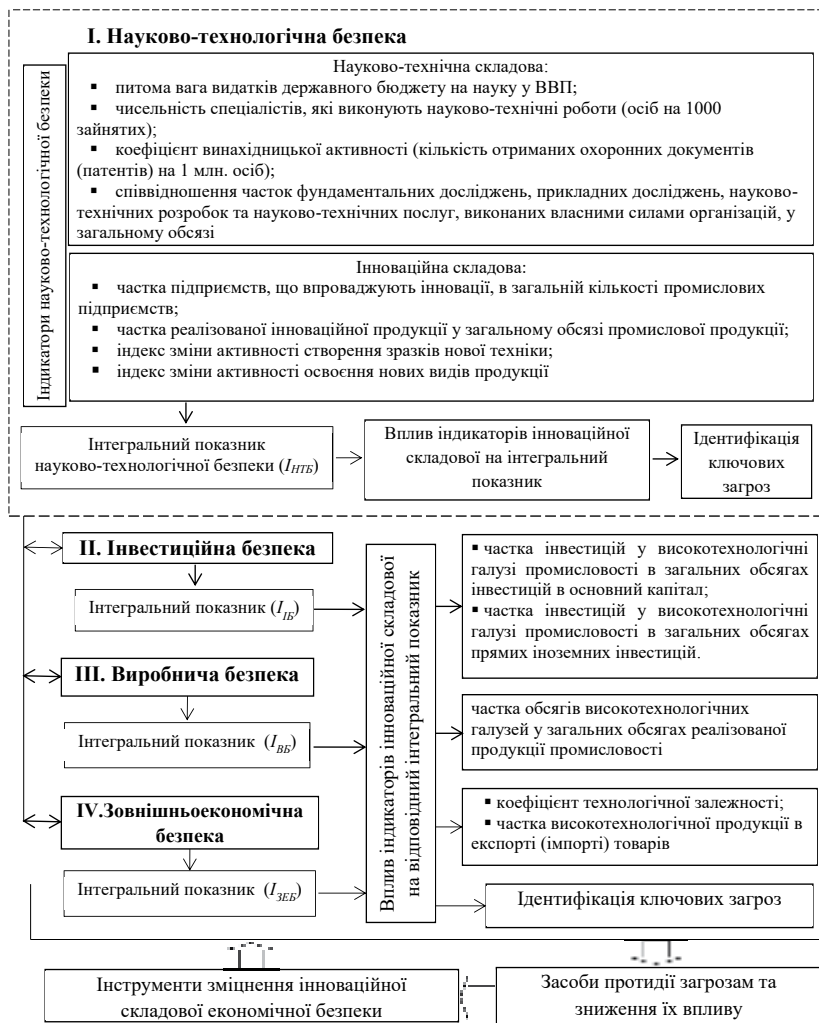 I. Науково-технологічна безпека
Індикатори науково-технологічної безпеки
Науково-технічна складова:
▪ питома вага видатків державного бюджету на науку у ВВП;
▪ чисельність спеціалістів, які виконують науково-технічні роботи (осіб на 1000
зайнятих);
▪ коефіцієнт винахідницької активності (кількість отриманих охоронних документів
(патентів) на 1 млн. осіб);
▪ співвідношення часток фундаментальних досліджень, прикладних досліджень, науково-
технічних розробок та науково-технічних послуг, виконаних власними силами організацій, у
загальному обсязі
Інноваційна складова:
▪ частка підприємств, що впроваджують інновації, в загальній кількості промислових
підприємств;
▪ частка реалізованої інноваційної продукції у загальному обсязі промислової продукції;
▪ індекс зміни активності створення зразків нової техніки;
▪ індекс зміни активності освоєння нових видів продукції
Інтегральний показник
науково-технологічної безпеки (IНТБ)
Вплив індикаторів інноваційної
складової на інтегральний
показник
Ідентифікація
ключових
загроз
II. Інвестиційна безпека
Інтегральний показник (IІБ)
III. Виробнича безпека
Інтегральний показник (IВБ)
IV.Зовнішньоекономічна
безпека
Інтегральний показник (IЗЕБ)
Вплив індикаторів інноваційної складової
на відповідний інтегральний показник
▪ частка інвестицій у високотехнологічні
галузі промисловості в загальних обсягах
інвестицій в основний капітал;
▪ частка інвестицій у високотехнологічні
галузі промисловості в загальних обсягах
прямих іноземних інвестицій.
частка обсягів високотехнологічних
галузей у загальних обсягах реалізованої
продукції промисловості
▪ коефіцієнт технологічної залежності;
▪ частка високотехнологічної продукції в
експорті (імпорті) товарів
Ідентифікація ключових загроз
Інструменти зміцнення інноваційної
складової економічної безпеки
Засоби протидії загрозам та
зниження їх впливу